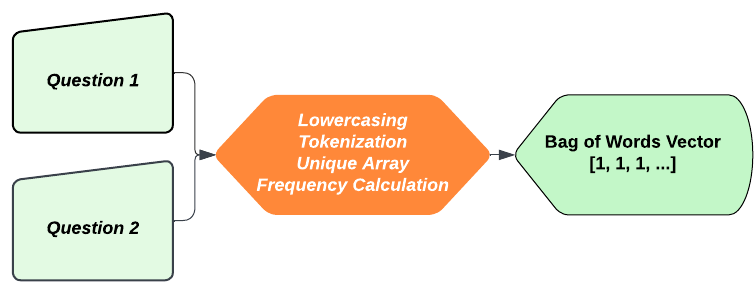 Question 1
Question 2
Lowercasing
Tokenization
Unique Array
Frequency Calculation
Bag of Words Vector
[1, 1, 1, ...]